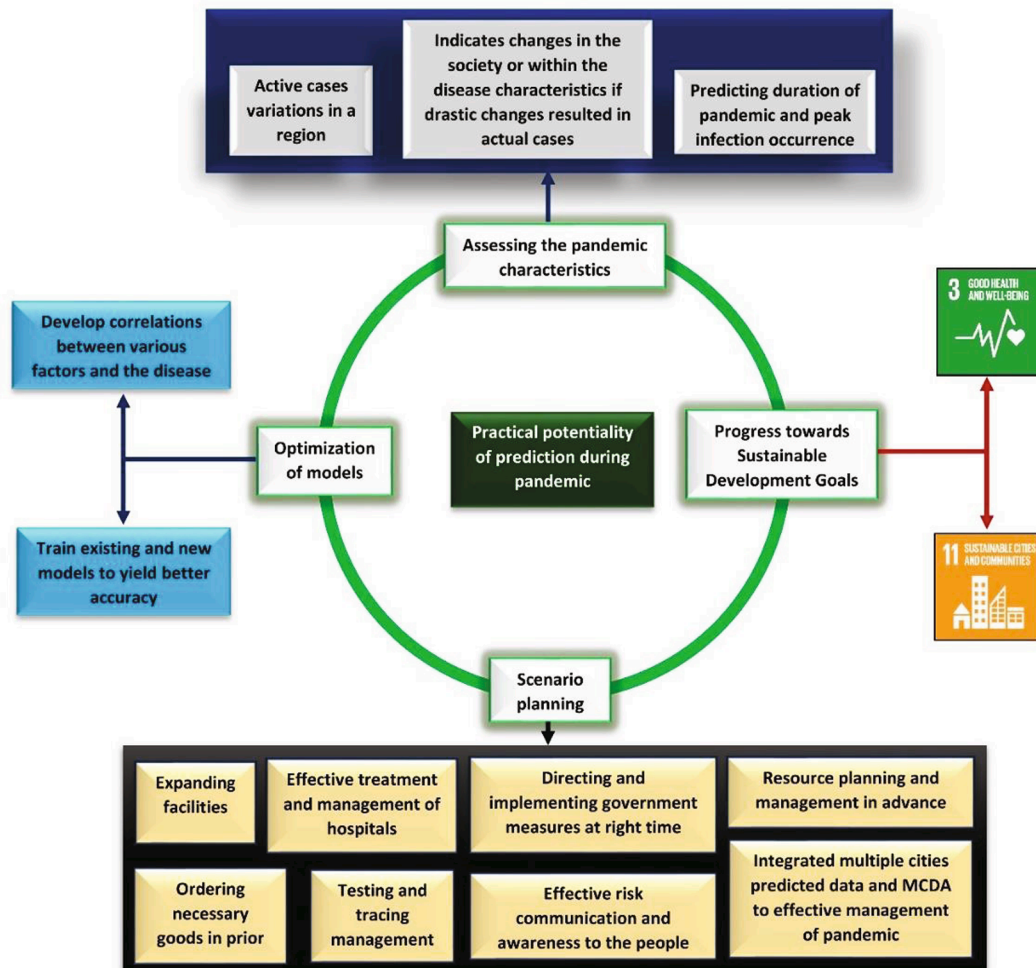 Active cases
variations in a
region
Indicates changes in the
society or within the
disease characteristics if
drastic changes resulted in
actual cases
Predicting duration of
pandemic and peak
infection occurrence
Assessing the pandemic
characteristics
Develop correlations
between various
factors and the disease
Optimization
of models
Train existing and new
models to yield better
accuracy
Practical potentiality
of prediction during
pandemic
Progress towards
Sustainable
Development Goals
3 GOOD HEALTH
AND WELL-BEING
11 SUSTAINABLE CITIES
AND COMMUNITIES
Scenario
planning
Expanding
facilities
Effective treatment
and management of
hospitals
Directing and
implementing government
measures at right time
Resource planning and
management in advance
Ordering
necessary
goods in prior
Testing and
tracing
management
Effective risk
communication and
awareness to the people
Integrated multiple cities
predicted data and MCDA
to effective management
of pandemic